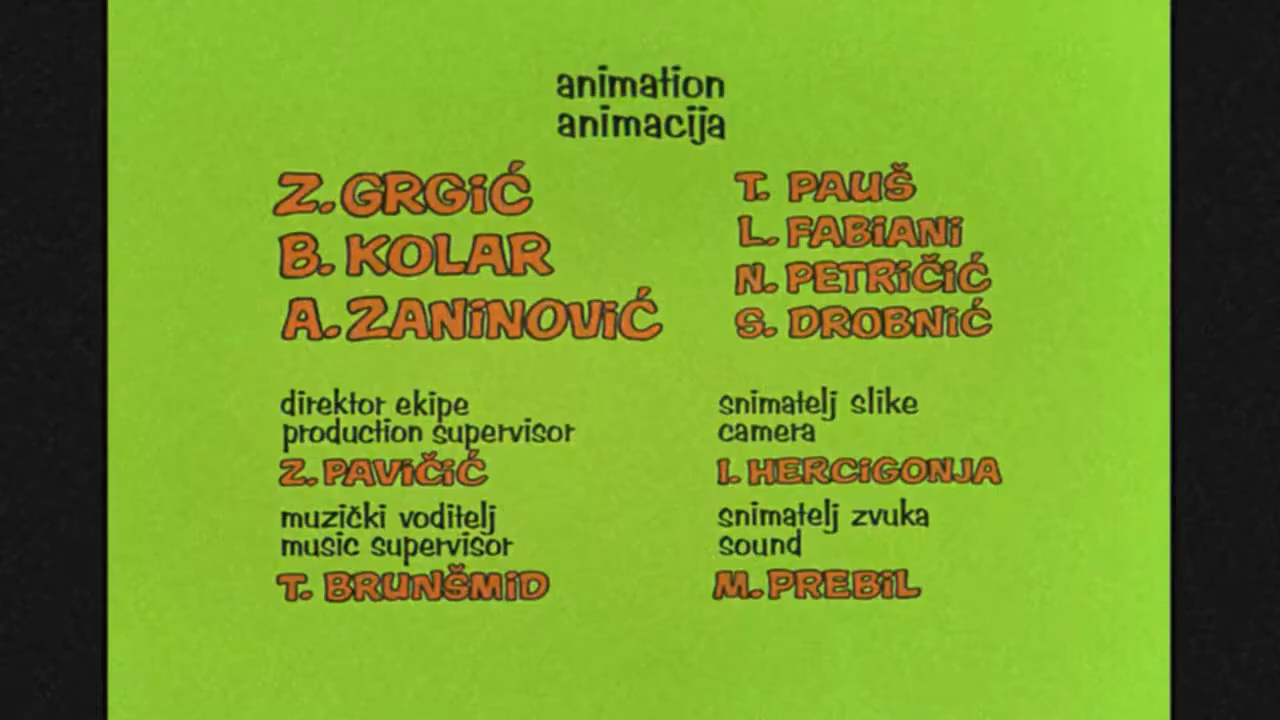 animation
animacija
Z. GRGiĆ
B. KOLAR
A. ZANiNOViĆ
T. PAUŠ
L. FABiANi
N. PETRiČiĆ
S. DROBNiĆ
direktor ekipe
production supervisor
Z. PAViČiĆ
muzički voditelj
music supervisor
T. BRUNŠMiD
snimatelj slike
camera
I. HERCiGONJA
snimatelj zvuka
sound
M. PREBiL